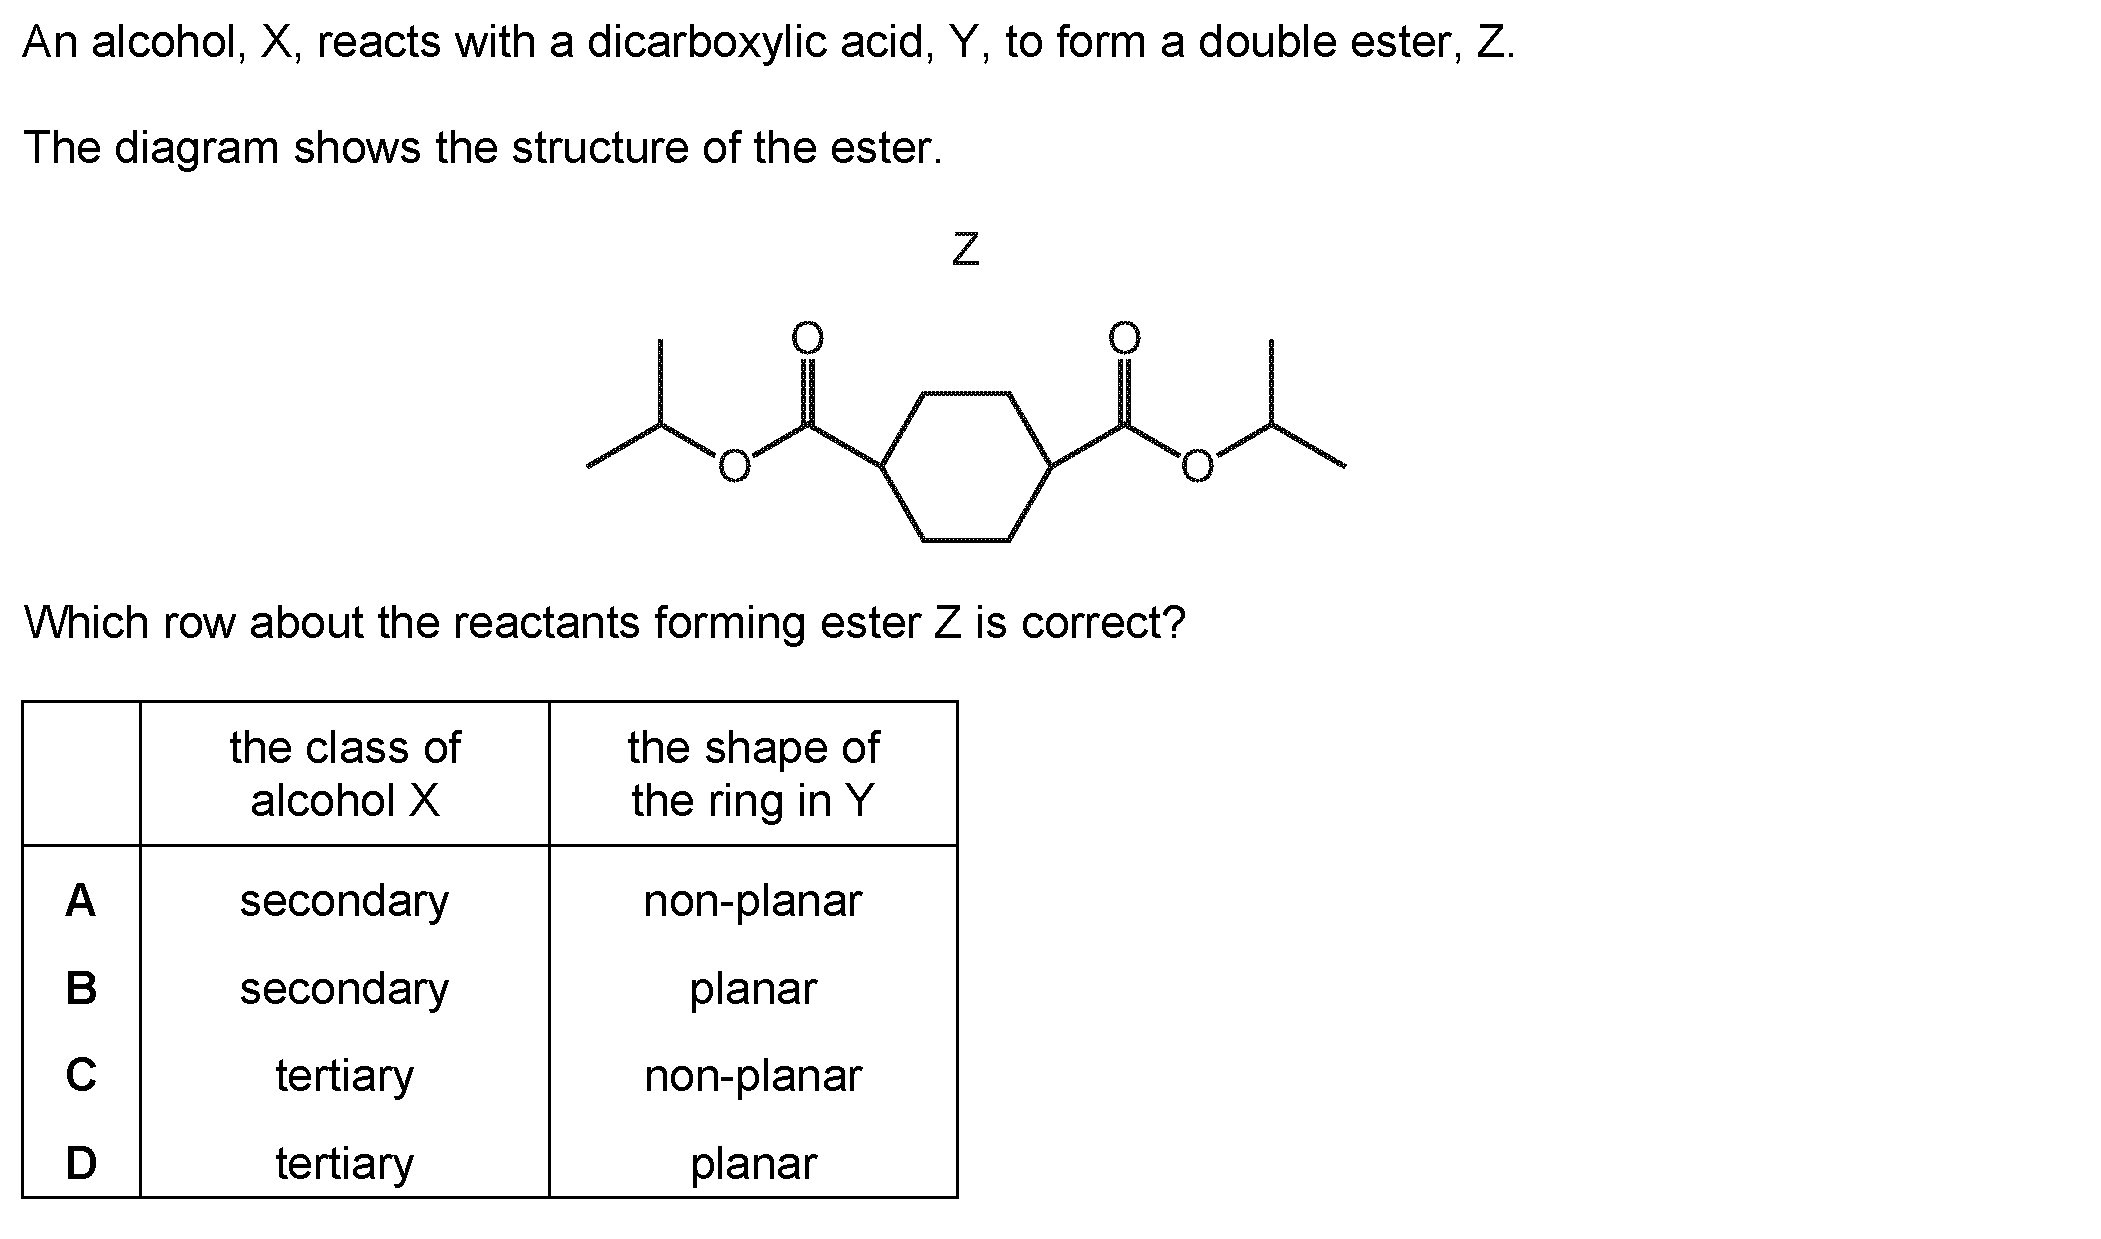 An alcohol, X, reacts with a dicarboxylic acid, Y, to form a double ester, Z.
The diagram shows the structure of the ester.
Z
O O
O O
Which row about the reactants forming ester Z is correct?
the class of alcohol X the shape of the ring in Y
A secondary non-planar
B secondary planar
C tertiary non-planar
D tertiary planar